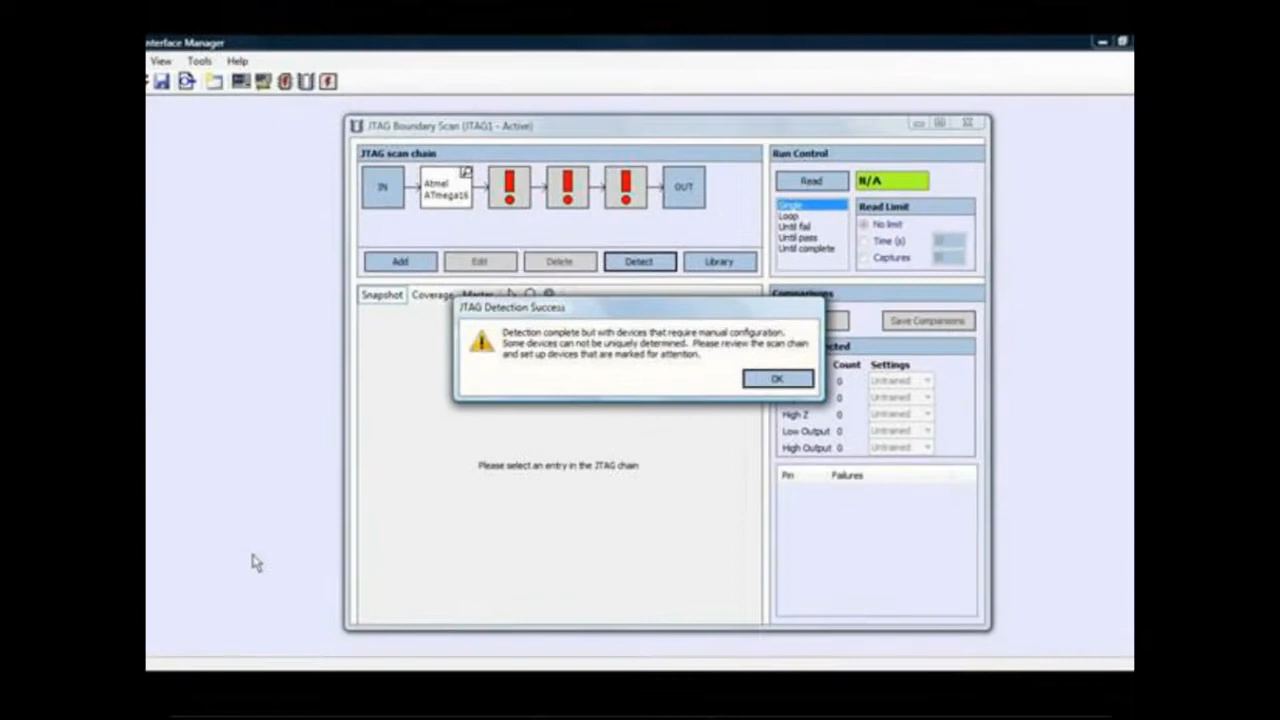 nterface Manager
View Tools Help
JTAG Boundary Scan (JTAG1 - Active)
JTAG scan chain
IN
Atmel
ATmega16
OUT
Add Edit Delete Detect Library
Run Control
Read N/A
Single
Loop
Until fail
Until pass
Until complete
Read Limit
No limit
Time (s)
Captures
Snapshot Coverage Master
Comparisons
Save Comparisons
JTAG Detection Success
Detection complete but with devices that require manual configuration.
Some devices can not be uniquely determined. Please review the scan chain
and set up devices that are marked for attention.
OK
cted
Count Settings
0 Untrained
0 Untrained
High Z 0 Untrained
Low Output 0 Untrained
High Output 0 Untrained
Please select an entry in the JTAG chain
Pin Failures